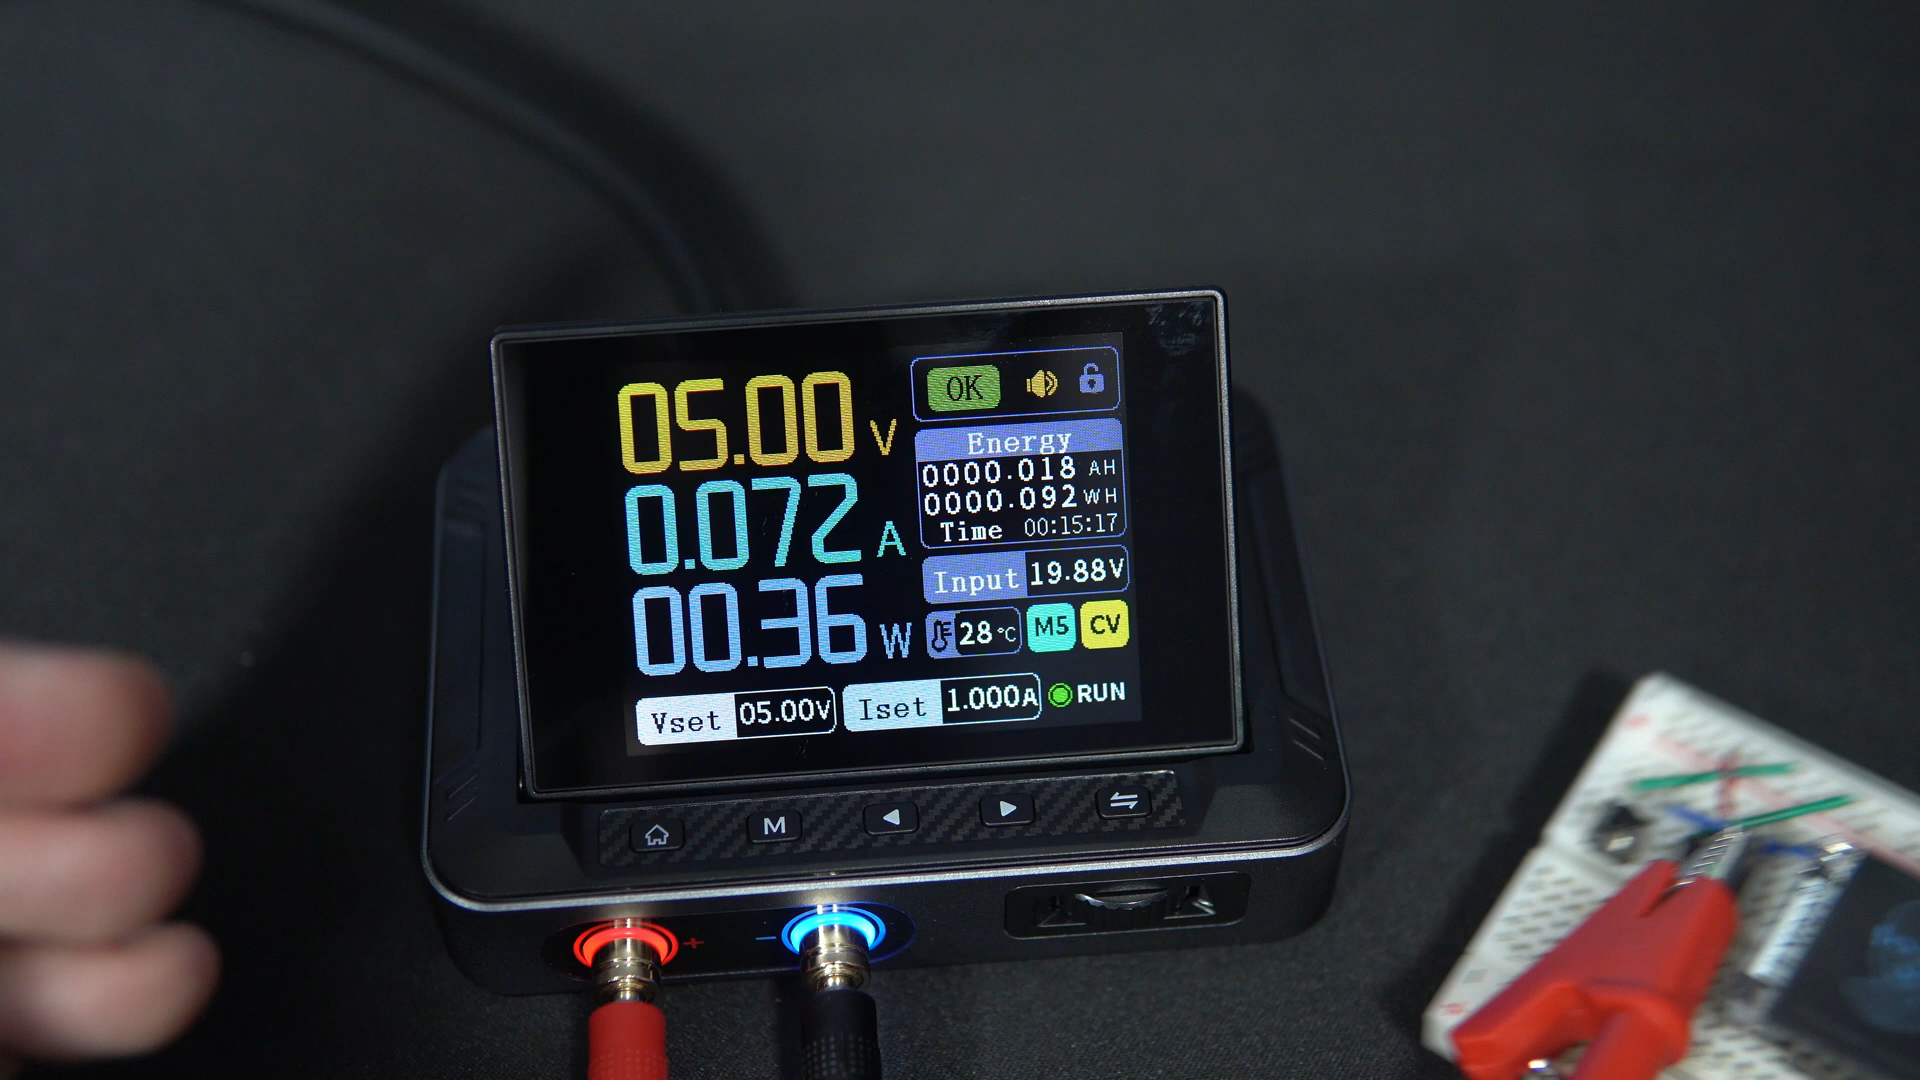 05.00 V
0.072 A
00.36 W
OK
Energy
0000.018 AH
0000.092 WH
Time 00:15:17
Input 19.88V
28 °C M5 CV
Vset 05.00V Iset 1.000A RUN
M
+ −